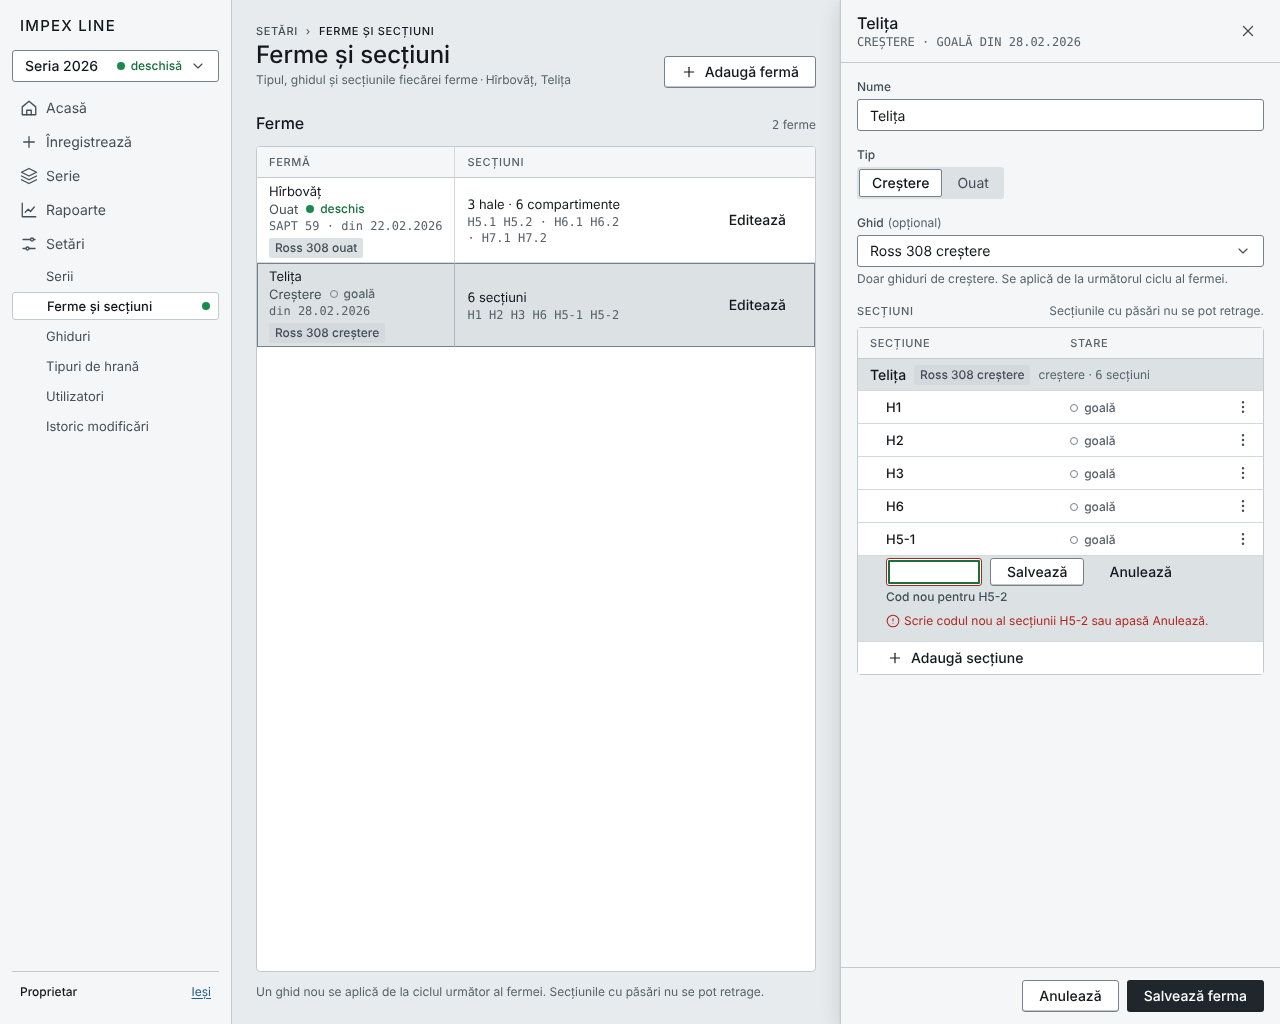 IMPEX LINE
Seria 2026 deschisă
Acasă
Înregistrează
Serie
Rapoarte
Setări
Serii
Ferme și secțiuni
Ghiduri
Tipuri de hrană
Utilizatori
Istoric modificări
Proprietar Ieși
SETĂRI › FERME ȘI SECȚIUNI
Ferme și secțiuni
Tipul, ghidul și secțiunile fiecărei ferme · Hîrbovăț, Telița
Adaugă fermă
Ferme 2 ferme
FERMĂ SECȚIUNI
Hîrbovăț
Ouat deschis
SAPT 59 · din 22.02.2026
Ross 308 ouat
3 hale · 6 compartimente
H5.1 H5.2 · H6.1 H6.2
· H7.1 H7.2
Editează
Telița
Creștere goală
din 28.02.2026
Ross 308 creștere
6 secțiuni
H1 H2 H3 H6 H5-1 H5-2
Editează
Un ghid nou se aplică de la ciclul următor al fermei. Secțiunile cu păsări nu se pot retrage.
Telița
CREȘTERE · GOALĂ DIN 28.02.2026
Nume
Telița
Tip
Creștere Ouat
Ghid (opțional)
Ross 308 creștere
Doar ghiduri de creștere. Se aplică de la următorul ciclu al fermei.
SECȚIUNI Secțiunile cu păsări nu se pot retrage.
SECȚIUNE STARE
Telița Ross 308 creștere creștere · 6 secțiuni
H1 goală
H2 goală
H3 goală
H6 goală
H5-1 goală
Salvează Anulează
Cod nou pentru H5-2
Scrie codul nou al secțiunii H5-2 sau apasă Anulează.
Adaugă secțiune
Anulează Salvează ferma